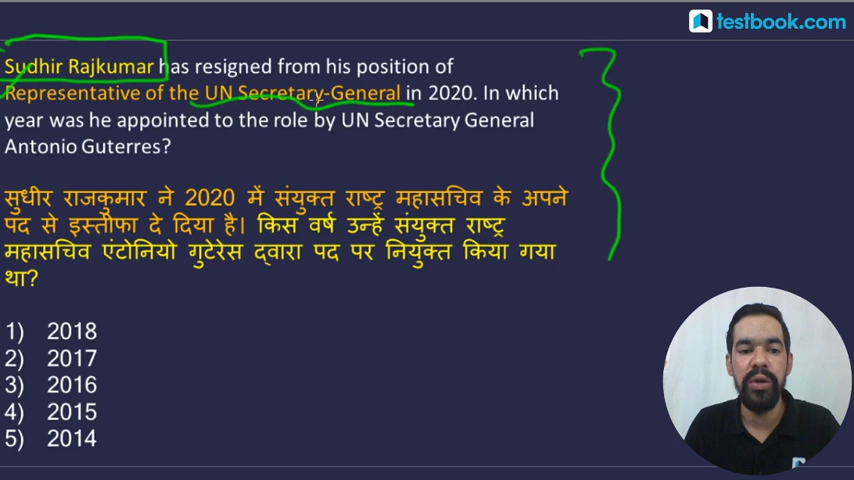 testbook.com
Sudhir Rajkumar has resigned from his position of
Representative of the UN Secretary-General in 2020. In which
year was he appointed to the role by UN Secretary General
Antonio Guterres?
सुधीर राजकुमार ने 2020 में संयुक्त राष्ट्र महासचिव के अपने
पद से इस्तीफा दे दिया है। किस वर्ष उन्हें संयुक्त राष्ट्र
महासचिव एंटोनियो गुटेरेस द्वारा पद पर नियुक्त किया गया
था?
1) 2018
2) 2017
3) 2016
4) 2015
5) 2014